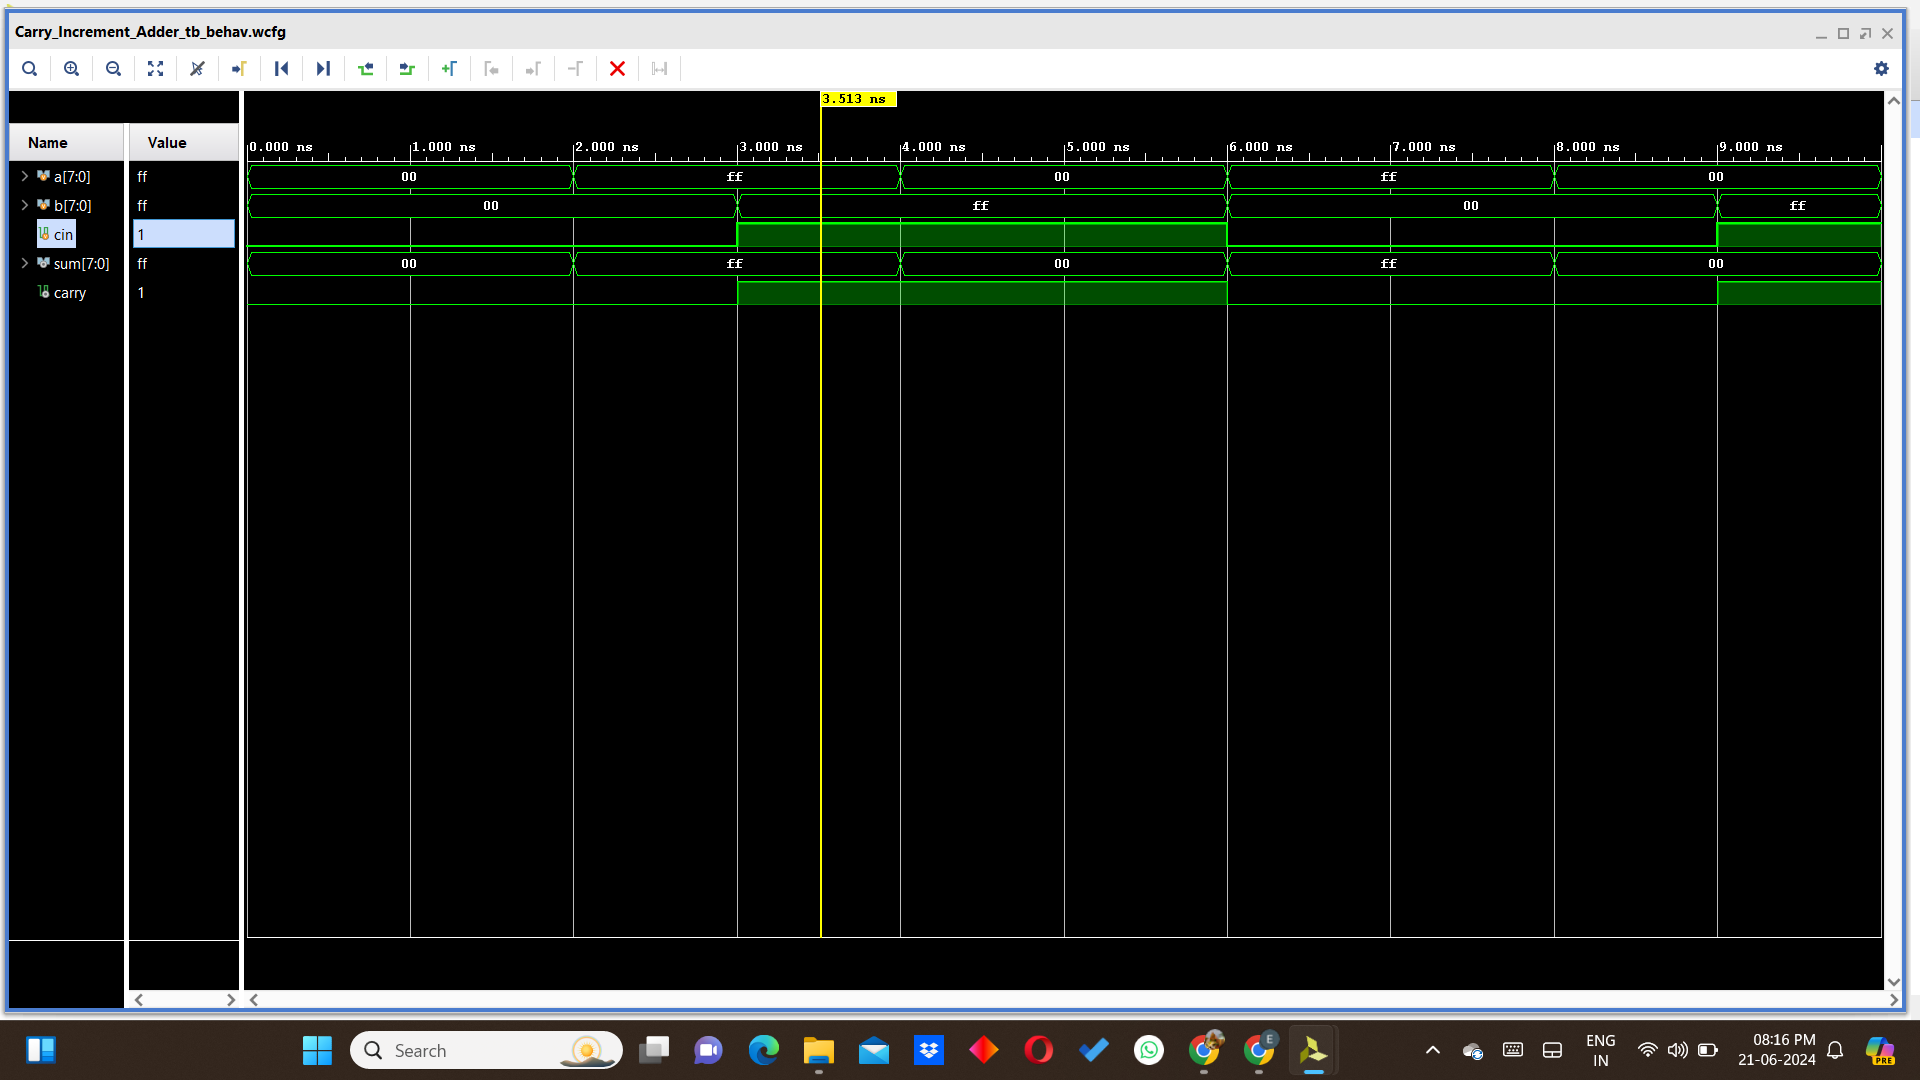 Carry_Increment_Adder_tb_behav.wcfg
3.513 ns
Name Value
0.000 ns 1.000 ns 2.000 ns 3.000 ns 4.000 ns 5.000 ns 6.000 ns 7.000 ns 8.000 ns 9.000 ns
a[7:0] ff 00 ff 00 ff 00
b[7:0] ff 00 ff 00 ff
cin 1
sum[7:0] ff 00 ff 00 ff 00
carry 1
Search
E
ENG
IN
08:16 PM
21-06-2024
PRE